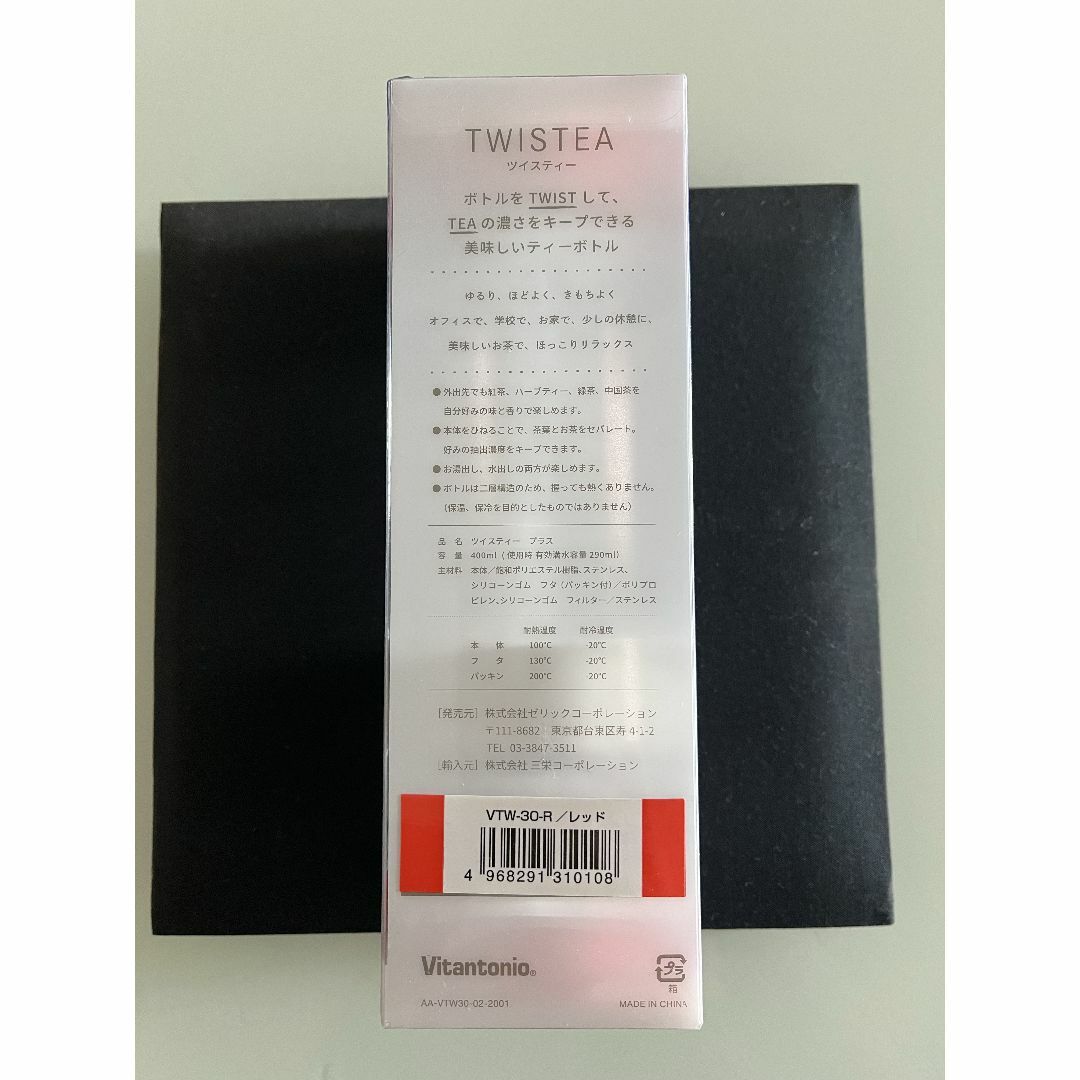 TWISTEA
ツイスティー
ボトルを TWIST して、
TEA の濃さをキープできる
美味しいティーボトル
ゆるり、ほどよく、きもちよく
オフィスで、学校で、お家で、少しの休憩に、
美味しいお茶で、ほっこりリラックス
●外出先でも紅茶、ハーブティー、緑茶、中国茶を
自分好みの味と香りで楽しめます。
●本体をひねることで、茶葉とお茶をセパレート。
好みの抽出濃度をキープできます。
●お湯出し、水出しの両方が楽しめます。
●ボトルは二層構造のため、握っても熱くありません。
(保温、保冷を目的としたものではありません)
品 名 ツイスティー プラス
容 量 400ml (使用時 有効満水容量 290ml)
主材料 本体/飽和ポリエステル樹脂、ステンレス、
シリコーンゴム フタ(パッキン付)/ポリプロ
ピレン、シリコーンゴム フィルター/ステンレス
耐熱温度 耐冷温度
本 体 100℃ -20℃
フ タ 130℃ -20℃
パッキン 200℃ -20℃
[発売元] 株式会社ゼリックコーポレーション
〒111-8682 東京都台東区寿 4-1-2
TEL 03-3847-3511
[輸入元] 株式会社 三栄コーポレーション
VTW-30-R/レッド
4 968291 310108
Vitantonio®
プラ
箱
AA-VTW30-02-2001
MADE IN CHINA